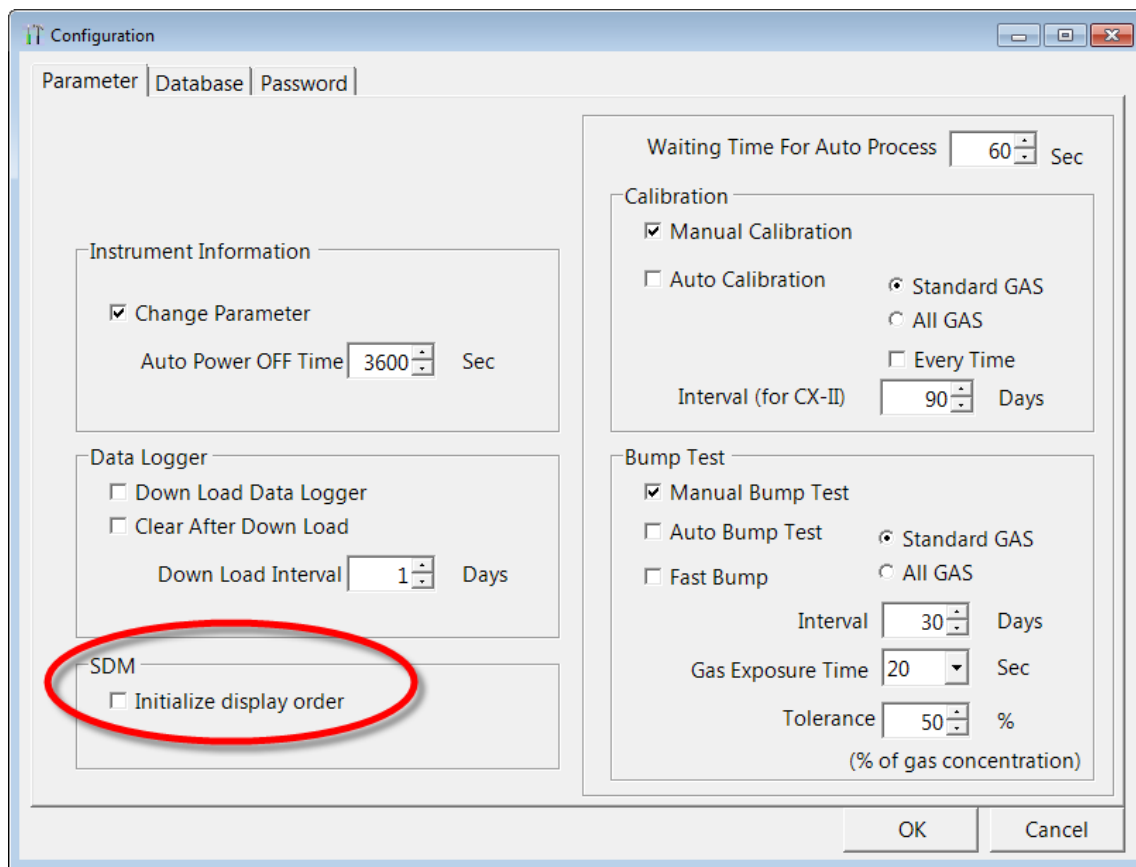 Configuration
Parameter Database Password
Instrument Information
Change Parameter
Auto Power OFF Time 3600 Sec
Data Logger
Down Load Data Logger
Clear After Down Load
Down Load Interval 1 Days
SDM
Initialize display order
Waiting Time For Auto Process 60 Sec
Calibration
Manual Calibration
Auto Calibration
Standard GAS
All GAS
Every Time
Interval (for CX-II) 90 Days
Bump Test
Manual Bump Test
Auto Bump Test
Standard GAS
Fast Bump
All GAS
Interval 30 Days
Gas Exposure Time 20 Sec
Tolerance 50 %
(% of gas concentration)
OK Cancel